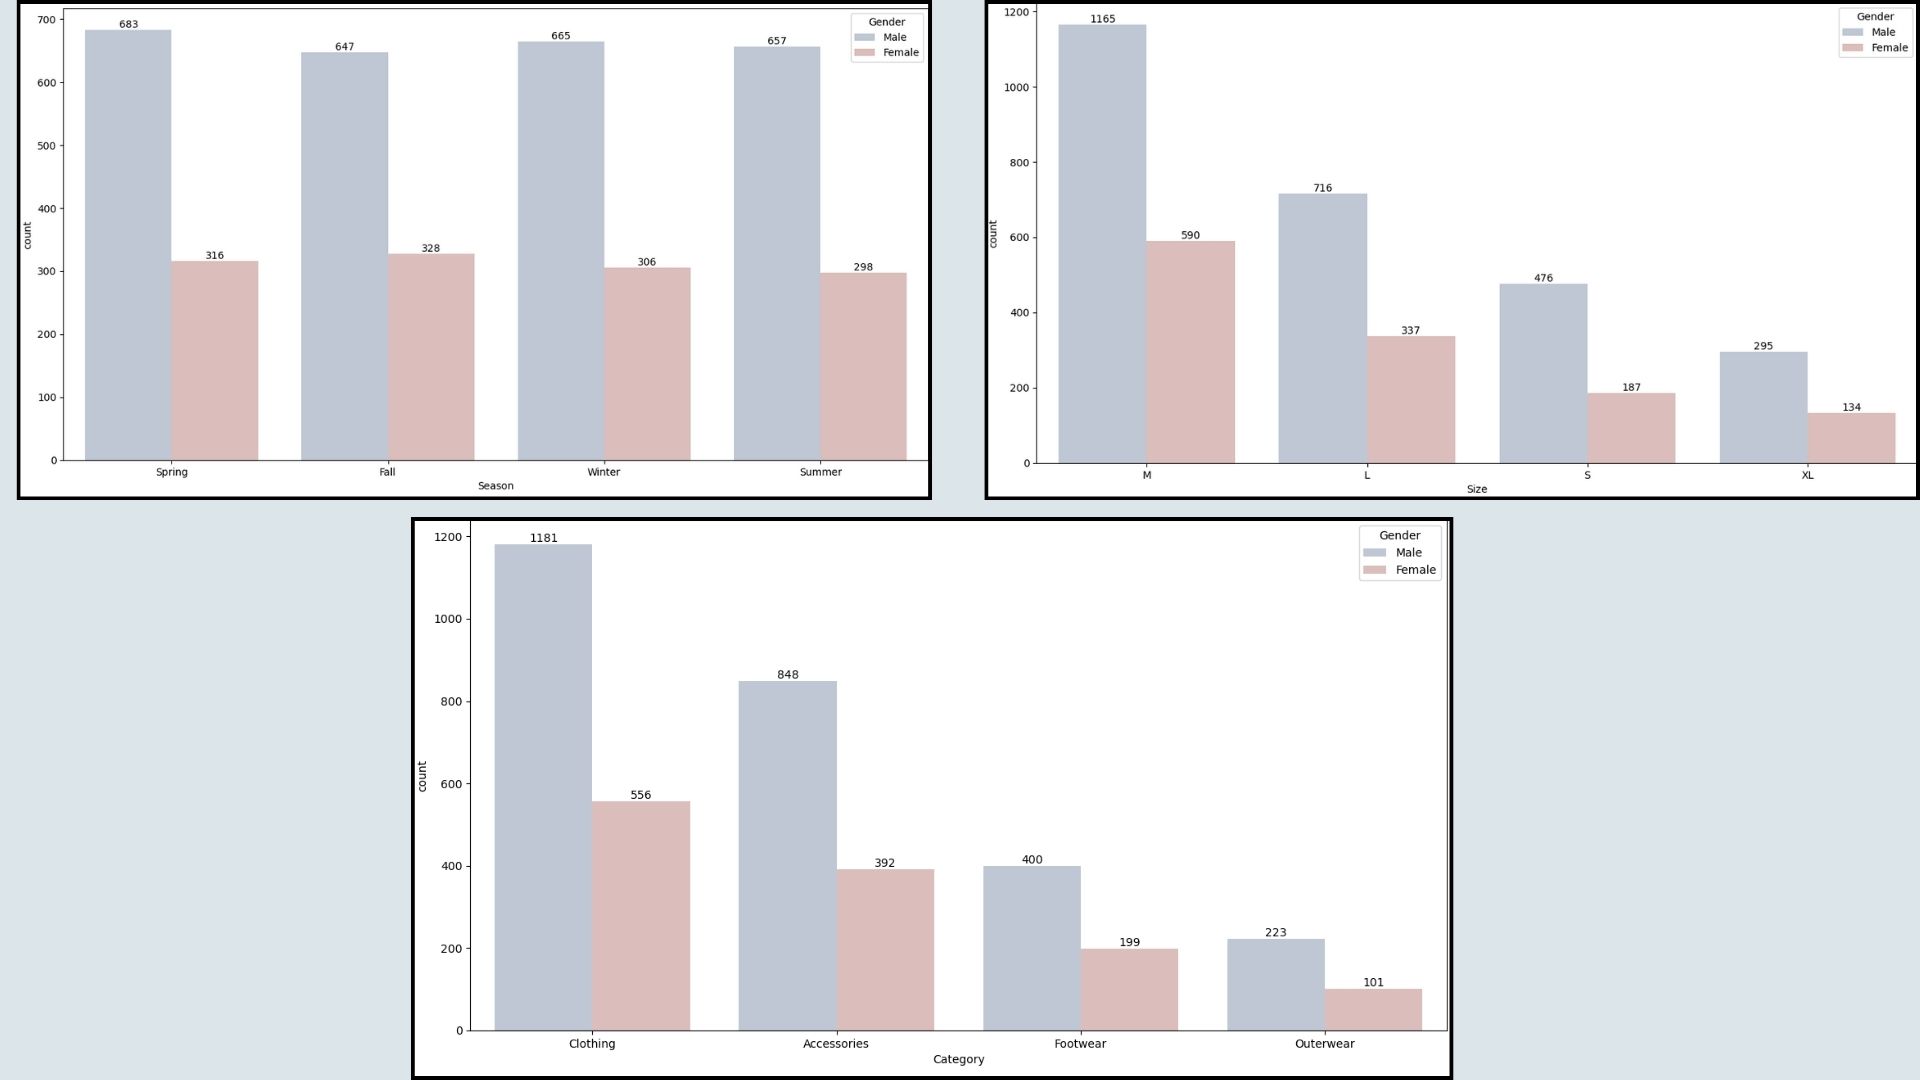 700
600
500
400
300
200
100
0
count
683
316
647
328
665
306
657
298
Gender
Male
Female
Spring
Fall
Winter
Summer
Season
1200
1000
800
600
400
200
0
count
1165
590
716
337
476
187
295
134
Gender
Male
Female
M
L
S
XL
Size
1200
1000
800
600
400
200
0
count
1181
556
848
392
400
199
223
101
Gender
Male
Female
Clothing
Accessories
Footwear
Outerwear
Category